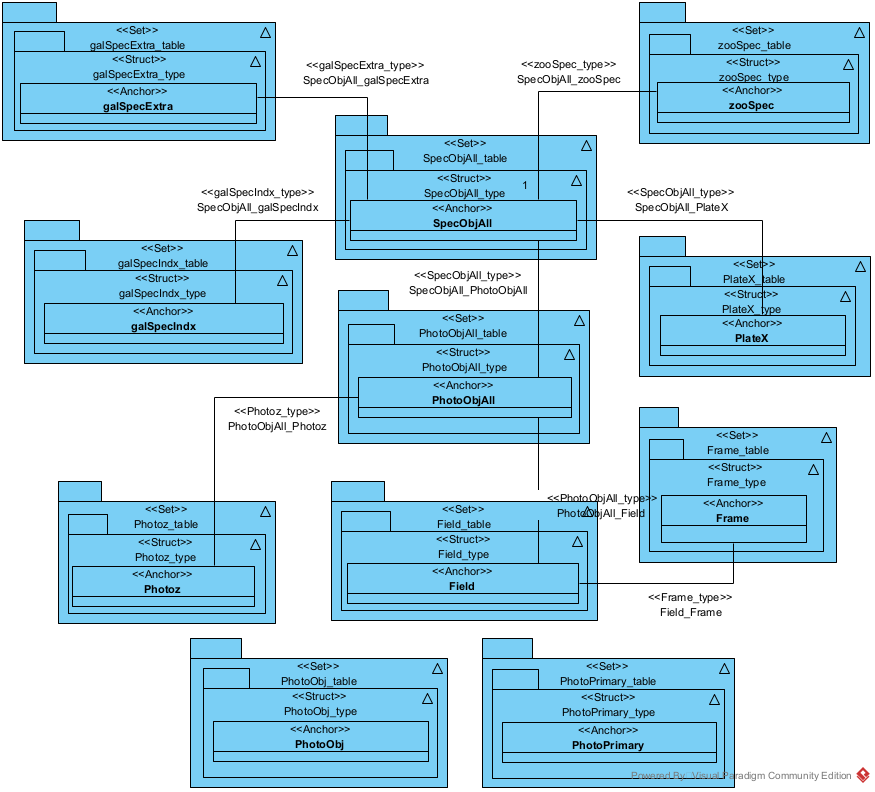 <<Set>>
galSpecExtra_table
<<Struct>>
galSpecExtra_type
<<Anchor>>
galSpecExtra
<<galSpecExtra_type>>
SpecObjAll_galSpecExtra
<<zooSpec_type>>
SpecObjAll_zooSpec
<<Set>>
zooSpec_table
<<Struct>>
zooSpec_type
<<Anchor>>
zooSpec
<<Set>>
SpecObjAll_table
<<Struct>>
SpecObjAll_type
1
<<Anchor>>
SpecObjAll
<<galSpecIndx_type>>
SpecObjAll_galSpecIndx
<<SpecObjAll_type>>
SpecObjAll_PlateX
<<Set>>
galSpecIndx_table
<<Struct>>
galSpecIndx_type
<<Anchor>>
galSpecIndx
<<SpecObjAll_type>>
SpecObjAll_PhotoObjAll
<<Set>>
PlateX_table
<<Struct>>
PlateX_type
<<Anchor>>
PlateX
<<Set>>
PhotoObjAll_table
<<Struct>>
PhotoObjAll_type
<<Anchor>>
PhotoObjAll
<<Photoz_type>>
PhotoObjAll_Photoz
<<Set>>
Frame_table
<<Struct>>
Frame_type
<<Anchor>>
Frame
<<Set>>
Photoz_table
<<Struct>>
Photoz_type
<<Anchor>>
Photoz
<<PhotoObjAll_type>>
PhotoObjAll_Field
<<Set>>
Field_table
<<Struct>>
Field_type
<<Anchor>>
Field
<<Frame_type>>
Field_Frame
<<Set>>
PhotoObj_table
<<Struct>>
PhotoObj_type
<<Anchor>>
PhotoObj
<<Set>>
PhotoPrimary_table
<<Struct>>
PhotoPrimary_type
<<Anchor>>
PhotoPrimary
Powered By Visual Paradigm Community Edition